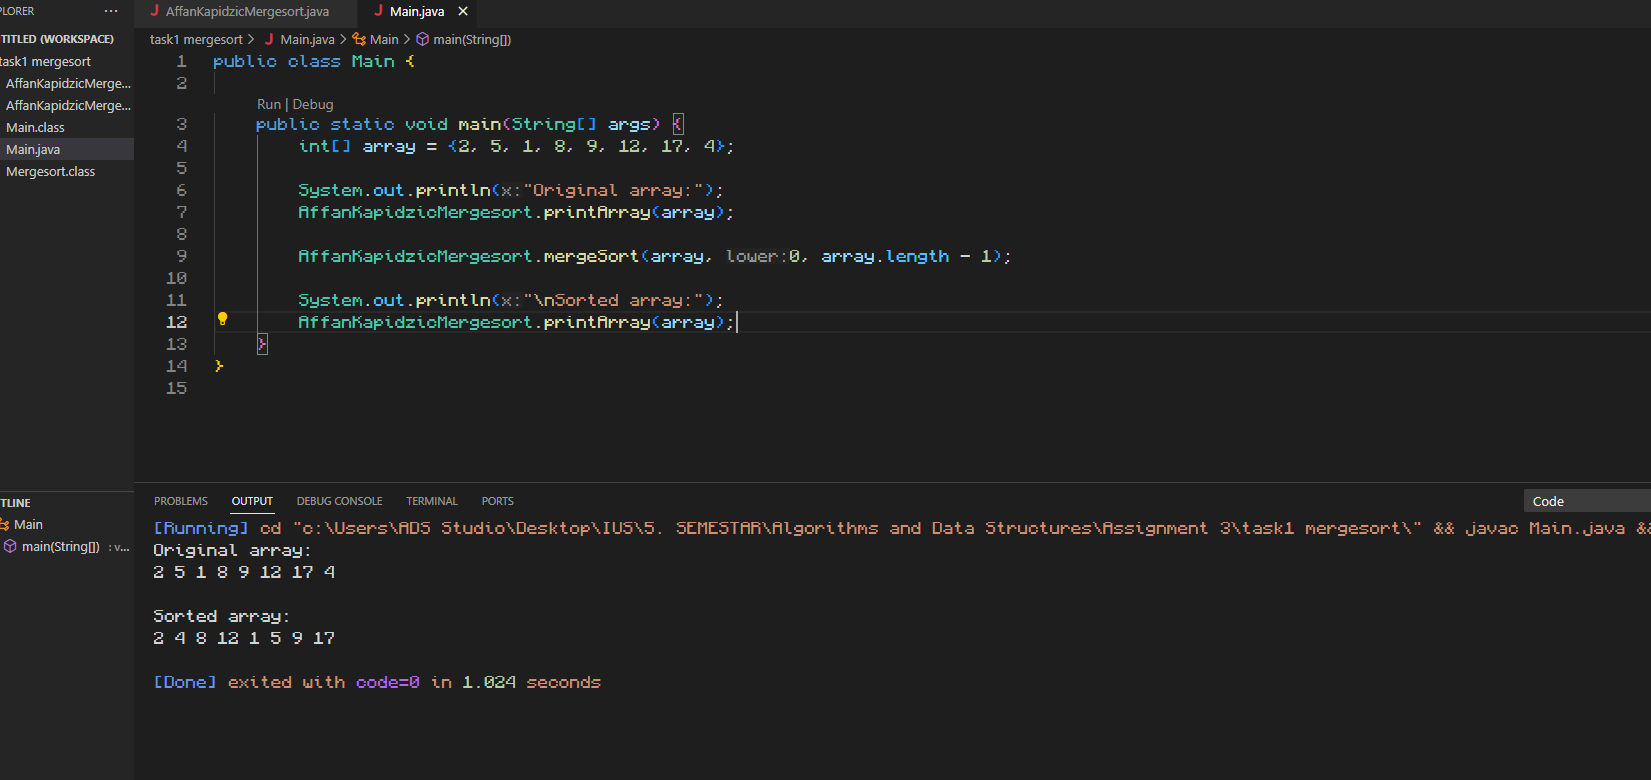 PLORER ···
AffanKapidzicMergesort.java
Main.java ×
TITLED (WORKSPACE)
task1 mergesort
AffanKapidzicMerge...
AffanKapidzicMerge...
Main.class
Main.java
Mergesort.class
task1 mergesort > Main.java > Main > main(String[])
1 public class Main {
2
Run | Debug
3 public static void main(String[] args) {
4 int[] array = {2, 5, 1, 8, 9, 12, 17, 4};
5
6 System.out.println(x:"Original array:");
7 AffanKapidzicMergesort.printArray(array);
8
9 AffanKapidzicMergesort.mergeSort(array, lower:0, array.length - 1);
10
11 System.out.println(x:"\nSorted array:");
12 AffanKapidzicMergesort.printArray(array);
13 }
14 }
15
TLINE
Main
main(String[]) : v...
PROBLEMS OUTPUT DEBUG CONSOLE TERMINAL PORTS
Code
[Running] cd "c:\Users\ADS Studio\Desktop\IUS\5. SEMESTAR\Algorithms and Data Structures\Assignment 3\task1 mergesort\" && javac Main.java &&
Original array:
2 5 1 8 9 12 17 4
Sorted array:
2 4 8 12 1 5 9 17
[Done] exited with code=0 in 1.024 seconds